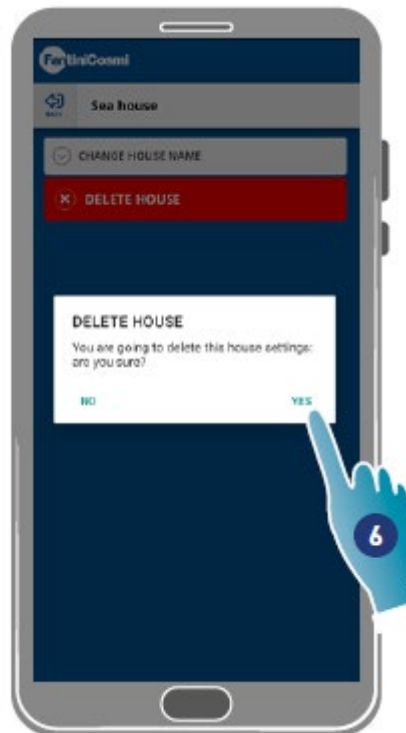 FantiniCosmi
BACK
Sea house
CHANGE HOUSE NAME
DELETE HOUSE
DELETE HOUSE
You are going to delete this house settings:
are you sure?
NO YES
6